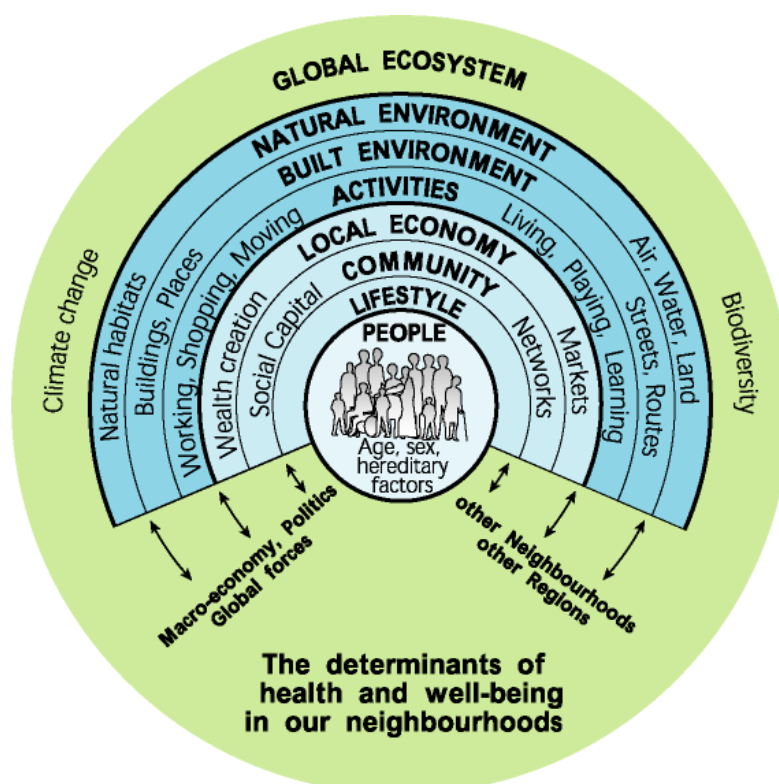 GLOBAL ECOSYSTEM
NATURAL ENVIRONMENT
BUILT ENVIRONMENT
ACTIVITIES
LOCAL ECONOMY
COMMUNITY
LIFESTYLE
PEOPLE
Age, sex,
hereditary
factors
Climate change
Natural habitats
Buildings, Places
Working, Shopping, Moving
Wealth creation
Social Capital
Networks
Markets
Living, Playing, Learning
Streets, Routes
Air, Water, Land
Biodiversity
Macro-economy, Politics
Global forces
other Neighbourhoods
other Regions
The determinants of
health and well-being
in our neighbourhoods